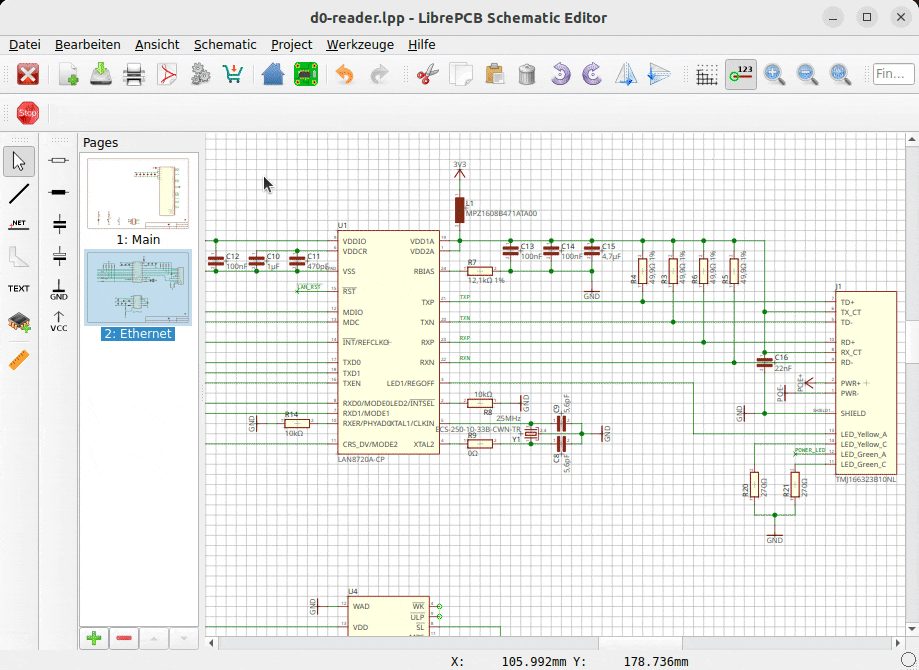 d0-reader.lpp - LibrePCB Schematic Editor
Datei Bearbeiten Ansicht Schematic Project Werkzeuge Hilfe
123
Fin...
Stop
Pages
.NET
TEXT
GND
VCC
1: Main
2: Ethernet
3V3
L1
MPZ1608B471ATA00
U1
VDDIO VDD1A
VDDCR VDD2A
VSS RBIAS
RST
TXP
MDIO
MDC TXN
INT/REFCLKO RXP
TXD0 RXN
TXD1
TXEN LED1/REGOFF
RXD0/MODE0 LED2/INTSEL
RXD1/MODE1
RXER/PHYAD0 XTAL1/CLKIN
CRS_DV/MODE2 XTAL2
LAN8720A-CP
C12
100nF
C10
1µF
C11
470pF
LAN_RST
R14
10kΩ
GND
R7
12,1kΩ 1%
C13
100nF
C14
100nF
C15
4,7µF
GND
TXP
TXN
RXP
RXN
R4
49,9Ω 1%
R3
49,9Ω 1%
R6
49,9Ω 1%
R5
49,9Ω 1%
10kΩ
R8
GND
25MHz
ECS-250-10-33B-CWN-TR
Y1
R9
0Ω
C9
5,6pF
C8
5,6pF
GND
J1
TD+
TX_CT
TD-
RD+
RX_CT
RD-
PWR+
PWR-
SHIELD
LED_Yellow_A
LED_Yellow_C
LED_Green_A
LED_Green_C
TMJ166323B10NL
C16
22nF
POE+
POE-
GND
POWER_LED
R20
270Ω
R21
270Ω
GND
U4
GND
WAD WK
ULP
VDD SL
X: 105.992mm Y: 178.736mm